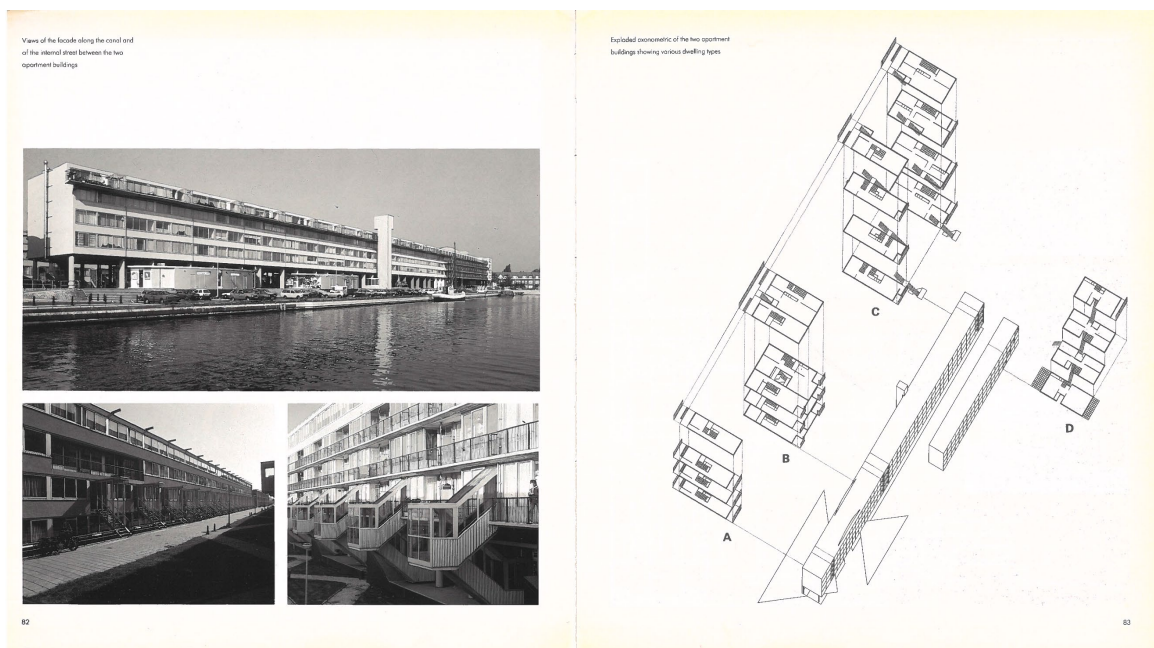 Views of the facade along the canal and
of the internal street between the two
apartment buildings
82
Exploded axonometric of the two apartment
buildings showing various dwelling types
C
D
B
A
83